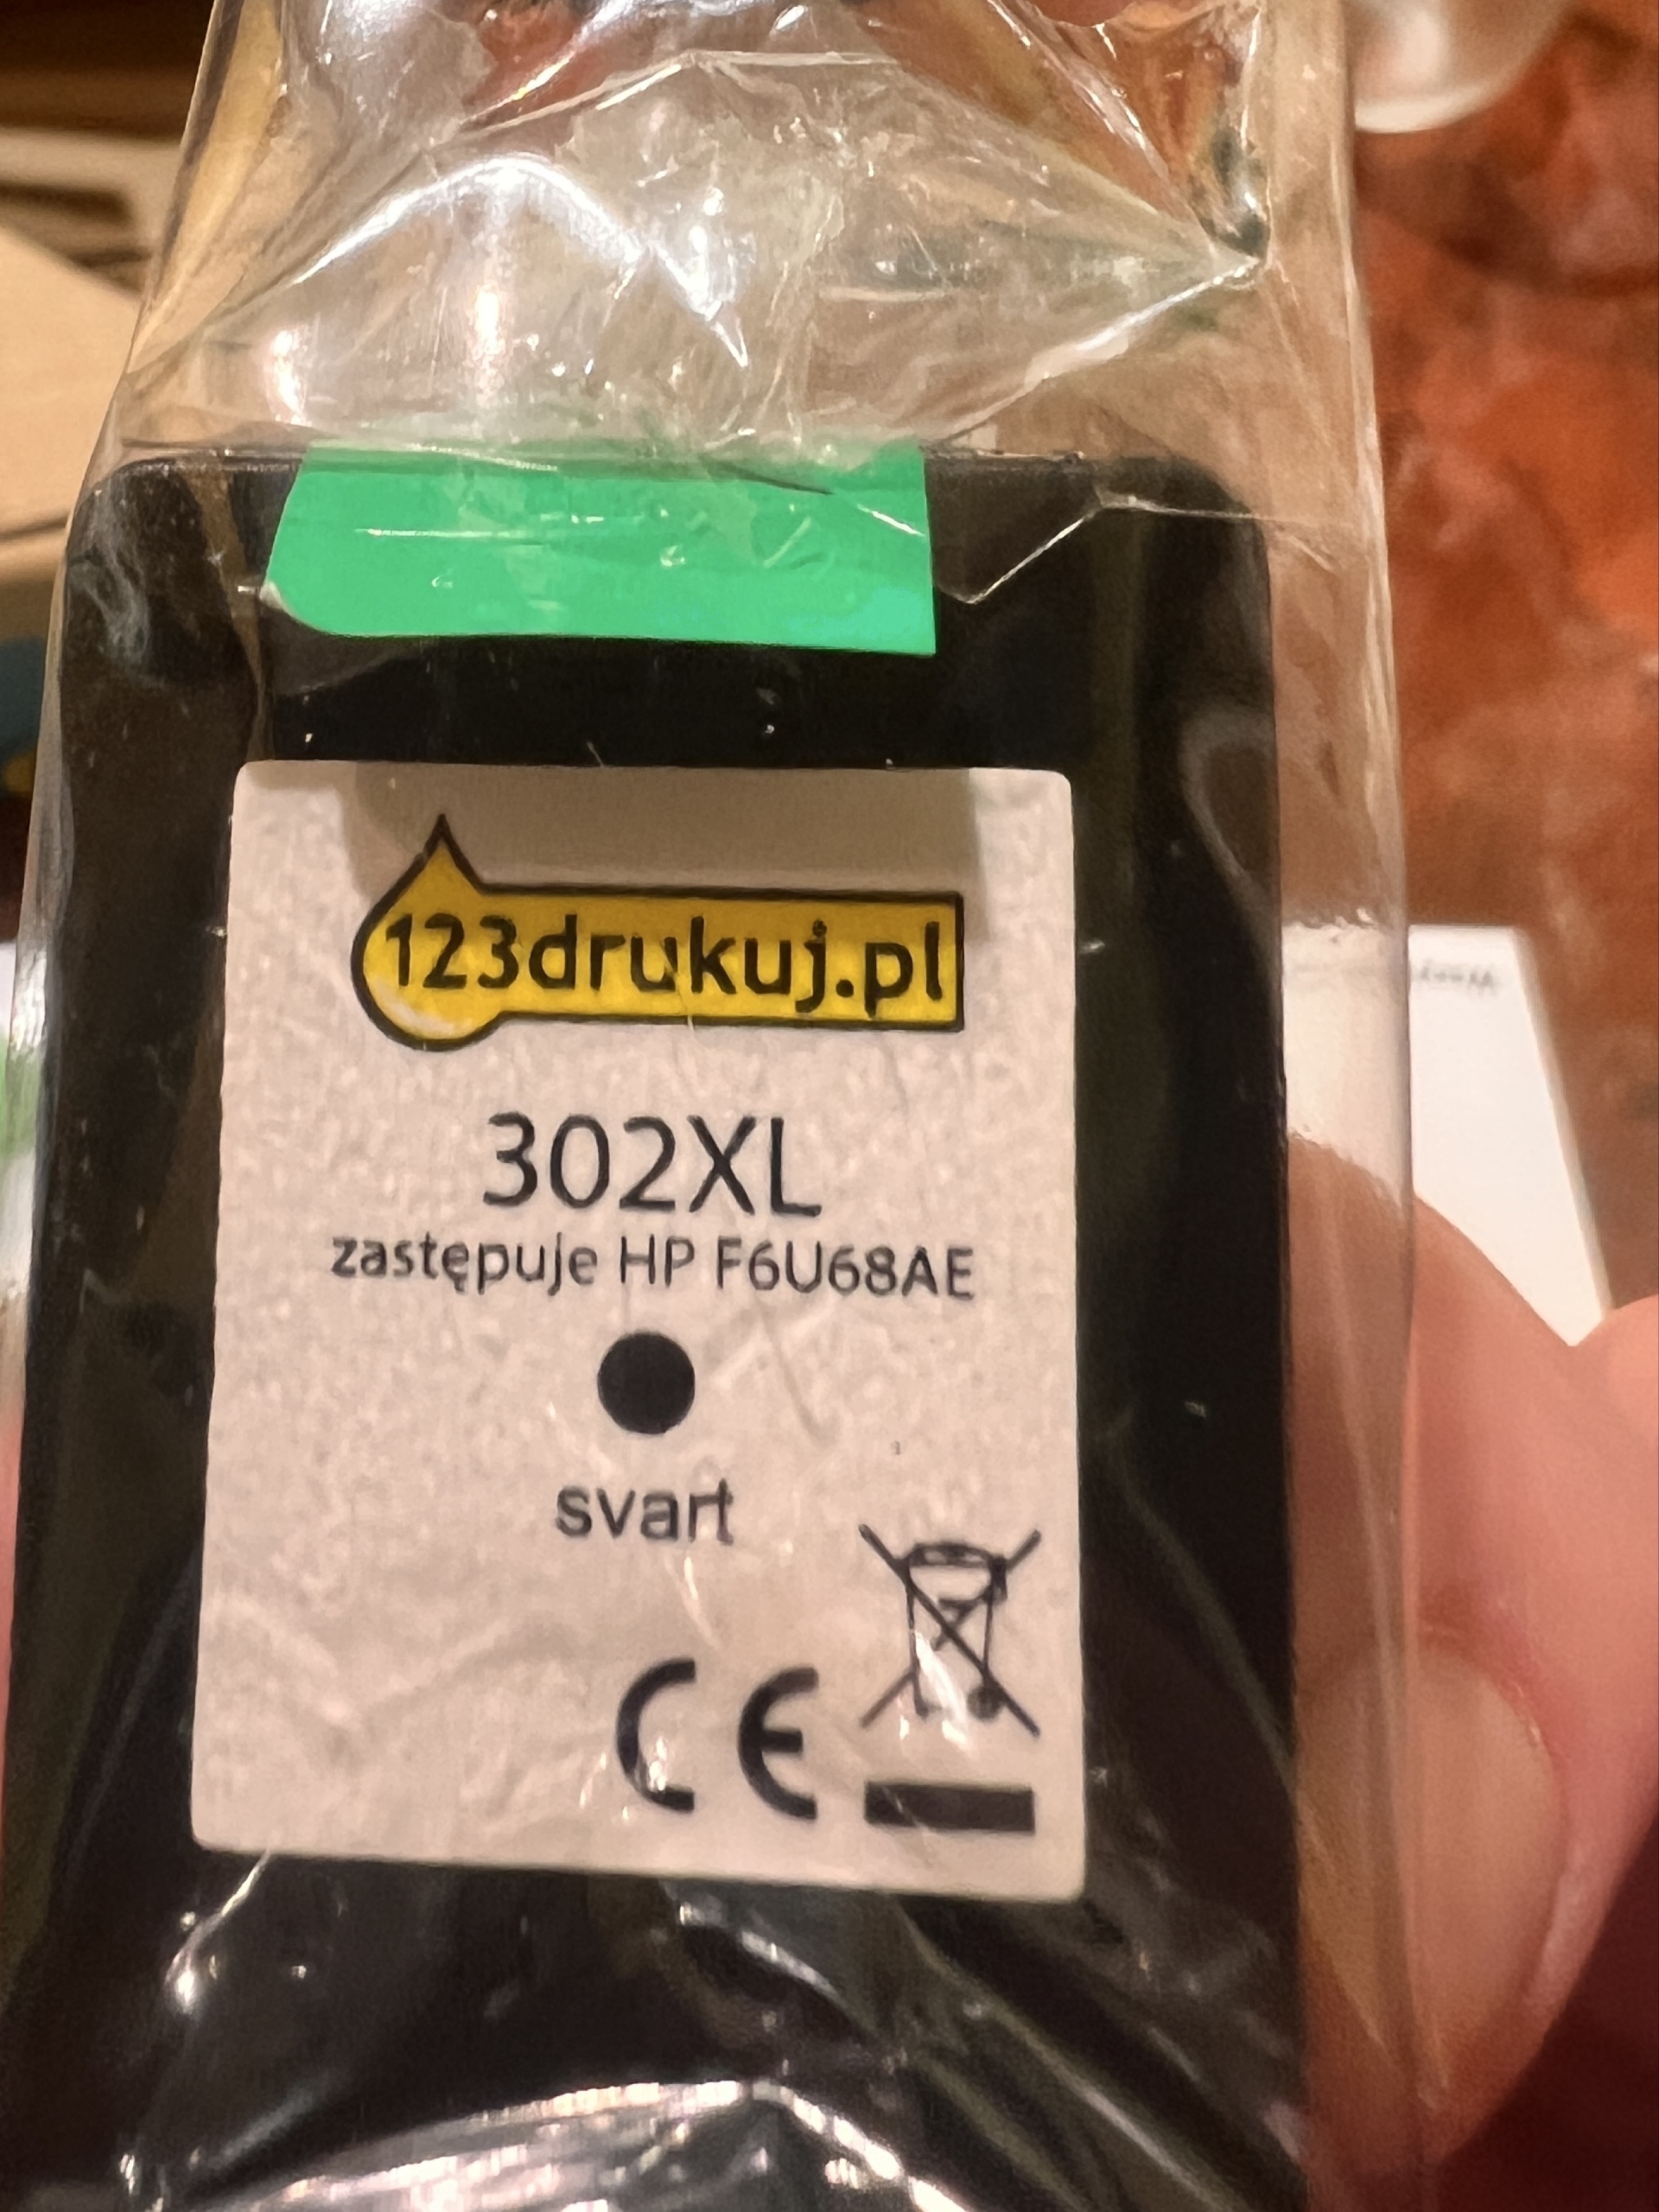 123drukuj.pl
302XL
zastępuje HP F6U68AE
svart
CE